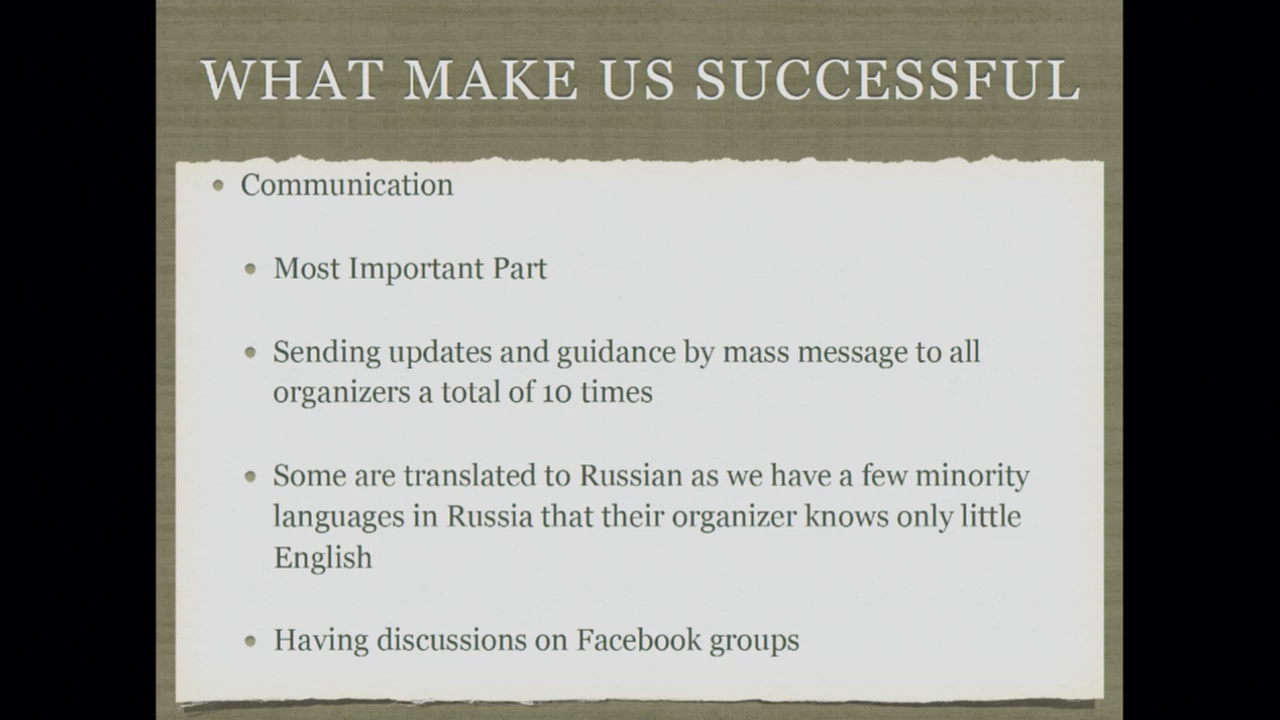 WHAT MAKE US SUCCESSFUL
Communication
Most Important Part
Sending updates and guidance by mass message to all
organizers a total of 10 times
Some are translated to Russian as we have a few minority
languages in Russia that their organizer knows only little
English
Having discussions on Facebook groups